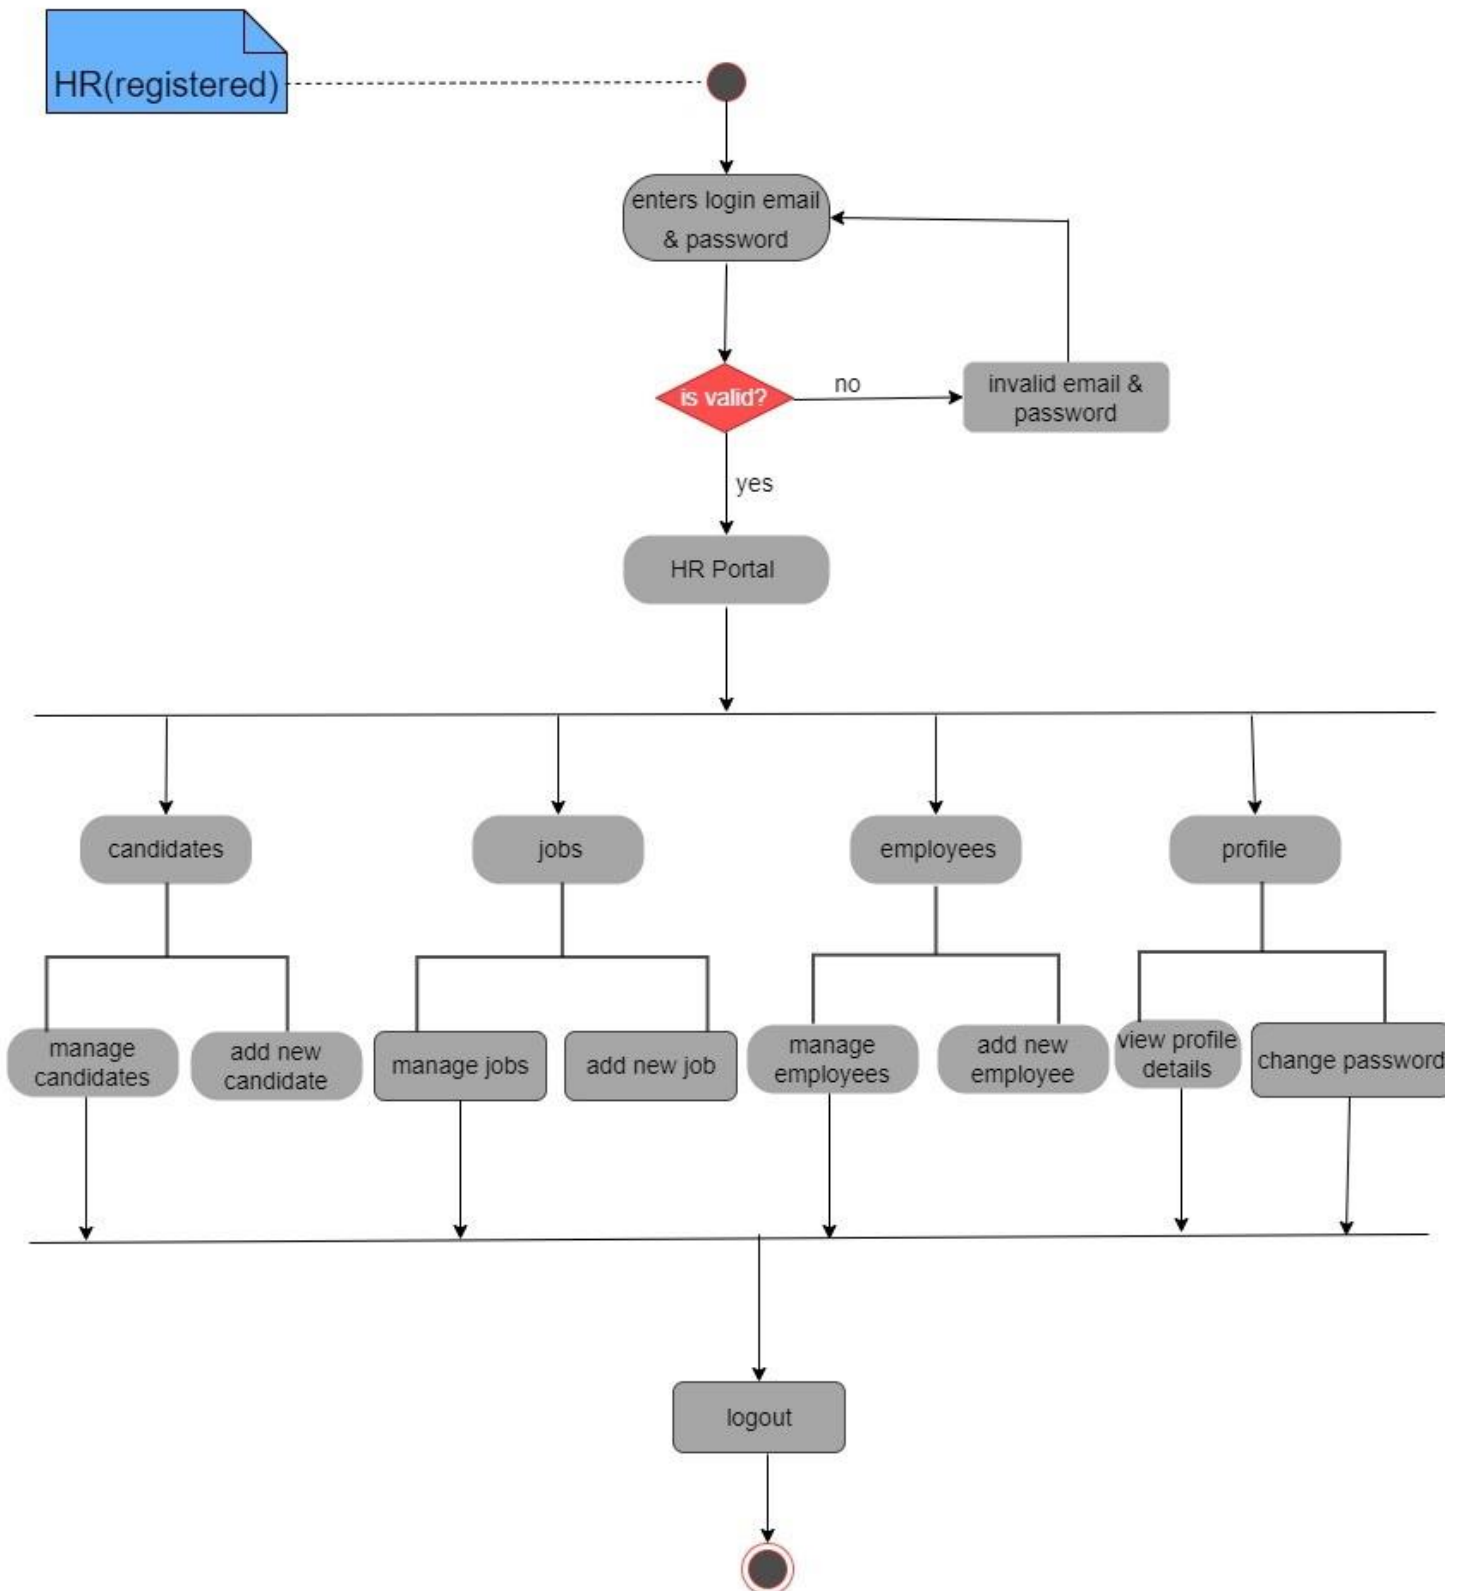 HR(registered)
enters login email
& password
is valid?
no
invalid email &
password
yes
HR Portal
candidates
jobs
employees
profile
manage
candidates
add new
candidate
manage jobs
add new job
manage
employees
add new
employee
view profile
details
change password
logout